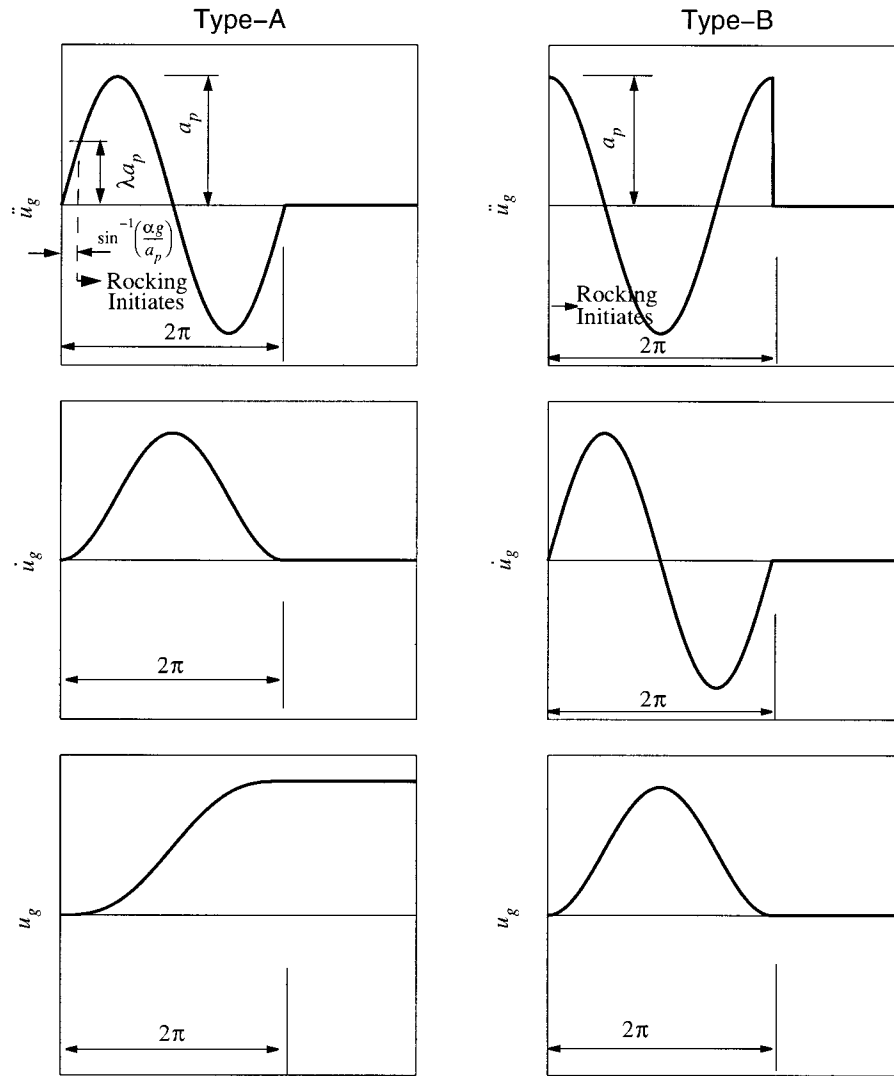 Type–A
Type–B
a_p
λa_p
ü_g
sin⁻¹(αg/a_p)
Rocking
Initiates
2π
a_p
ü_g
Rocking
Initiates
2π
u̇_g
2π
u̇_g
2π
u_g
2π
u_g
2π